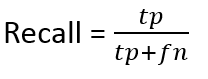 Recall = tp / tp+fn